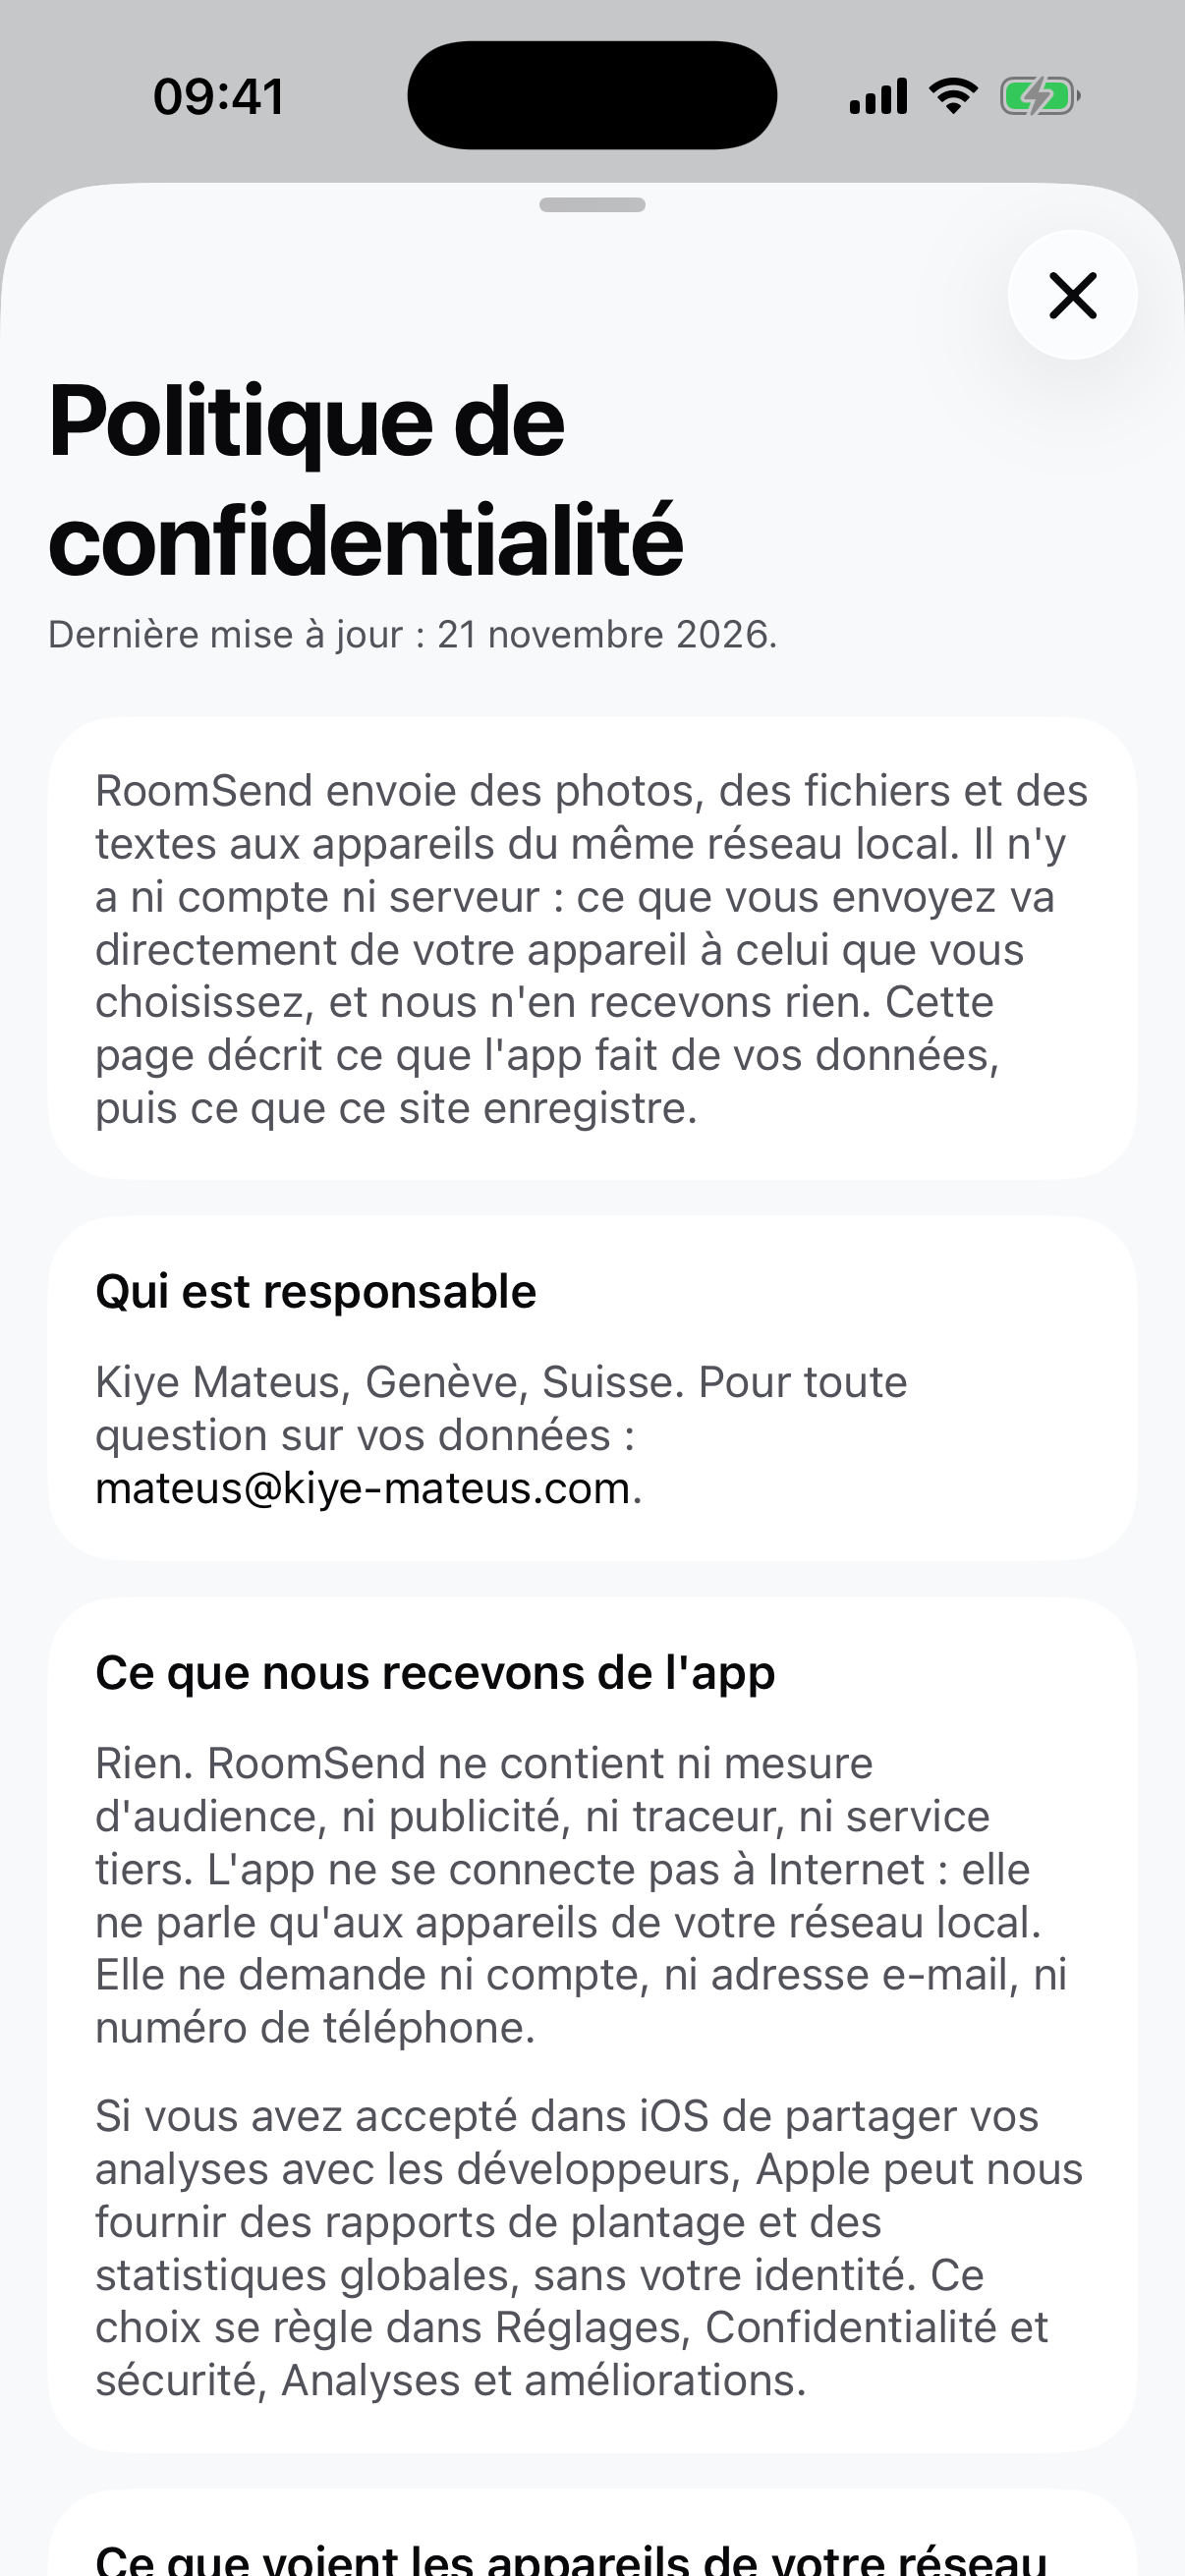 09:41
Politique de
confidentialité
Dernière mise à jour : 21 novembre 2026.
RoomSend envoie des photos, des fichiers et des
textes aux appareils du même réseau local. Il n'y
a ni compte ni serveur : ce que vous envoyez va
directement de votre appareil à celui que vous
choisissez, et nous n'en recevons rien. Cette
page décrit ce que l'app fait de vos données,
puis ce que ce site enregistre.
Qui est responsable
Kiye Mateus, Genève, Suisse. Pour toute
question sur vos données :
mateus@kiye-mateus.com.
Ce que nous recevons de l'app
Rien. RoomSend ne contient ni mesure
d'audience, ni publicité, ni traceur, ni service
tiers. L'app ne se connecte pas à Internet : elle
ne parle qu'aux appareils de votre réseau local.
Elle ne demande ni compte, ni adresse e-mail, ni
numéro de téléphone.
Si vous avez accepté dans iOS de partager vos
analyses avec les développeurs, Apple peut nous
fournir des rapports de plantage et des
statistiques globales, sans votre identité. Ce
choix se règle dans Réglages, Confidentialité et
sécurité, Analyses et améliorations.
Ce que voient les appareils de votre réseau